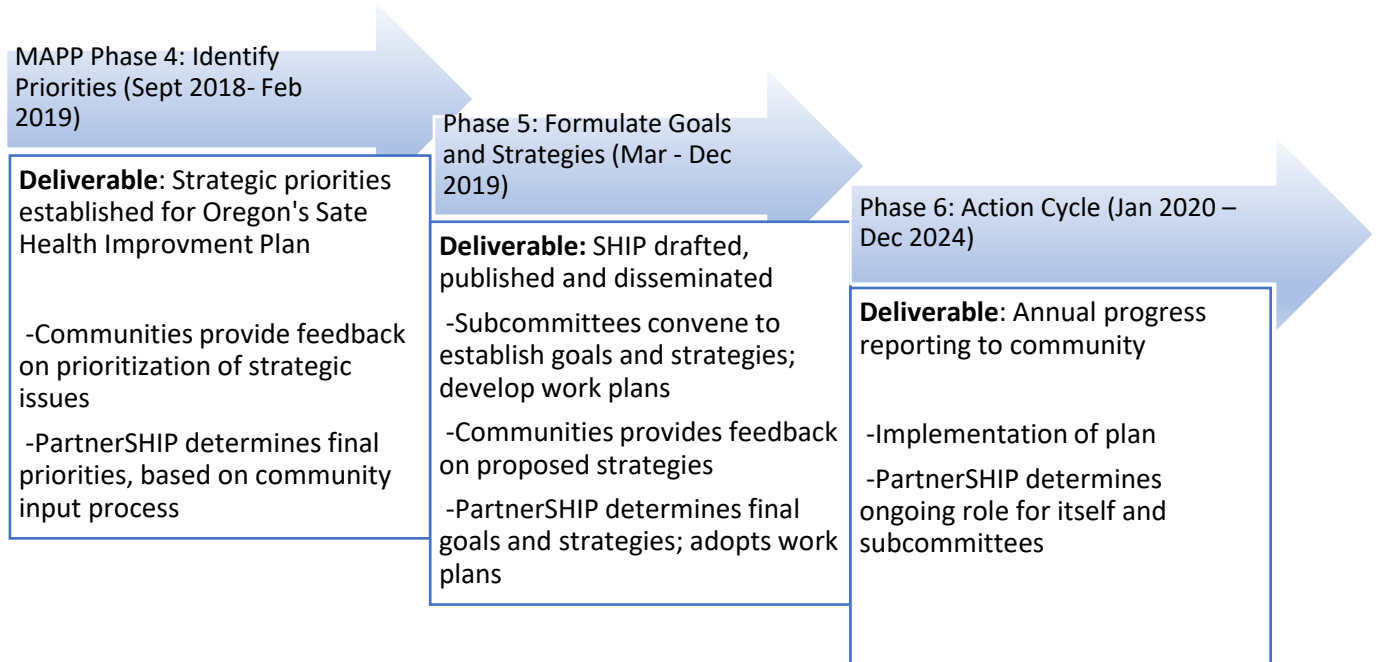 MAPP Phase 4: Identify
Priorities (Sept 2018- Feb
2019)
Deliverable: Strategic priorities
established for Oregon's Sate
Health Improvment Plan
-Communities provide feedback
on prioritization of strategic
issues
-PartnerSHIP determines final
priorities, based on community
input process
Phase 5: Formulate Goals
and Strategies (Mar - Dec
2019)
Deliverable: SHIP drafted,
published and disseminated
-Subcommittees convene to
establish goals and strategies;
develop work plans
-Communities provides feedback
on proposed strategies
-PartnerSHIP determines final
goals and strategies; adopts work
plans
Phase 6: Action Cycle (Jan 2020 –
Dec 2024)
Deliverable: Annual progress
reporting to community
-Implementation of plan
-PartnerSHIP determines
ongoing role for itself and
subcommittees